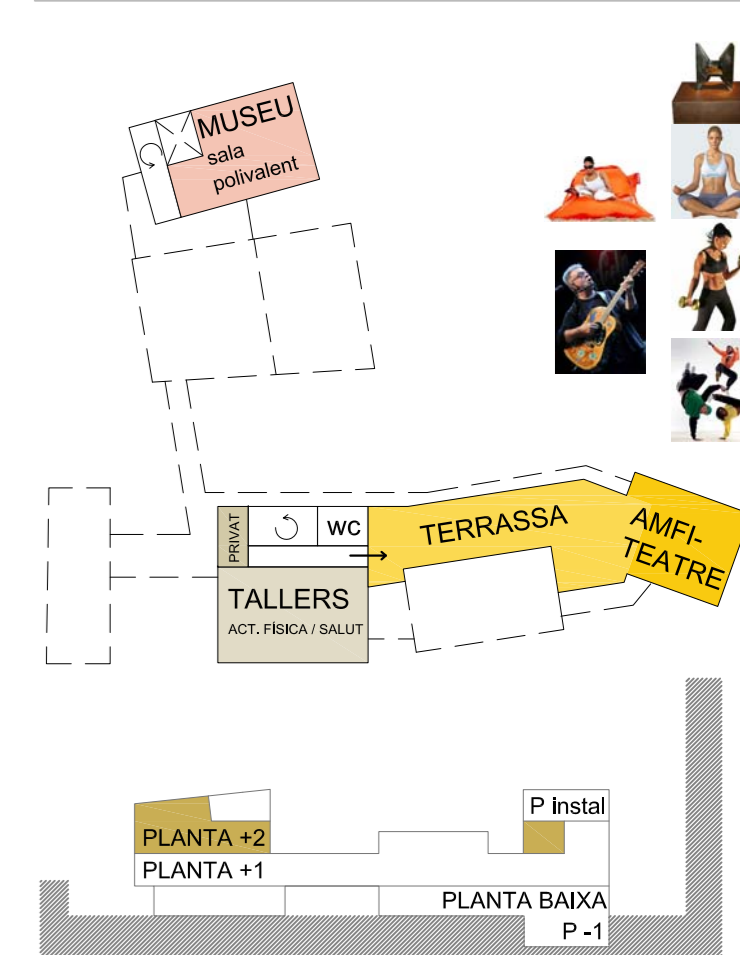 MUSEU
sala
polivalent
PRIVAT
WC
TERRASSA
AMFI-
TEATRE
TALLERS
ACT. FÍSICA / SALUT
P instal
PLANTA +2
PLANTA +1
PLANTA BAIXA
P -1